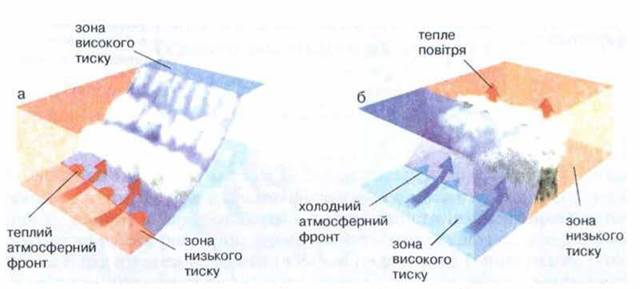 зона
високого
тиску
а
теплий
атмосферний
фронт
зона
низького
тиску
тепле
повітря
б
холодний
атмосферний
фронт
зона
високого
тиску
зона
низького
тиску